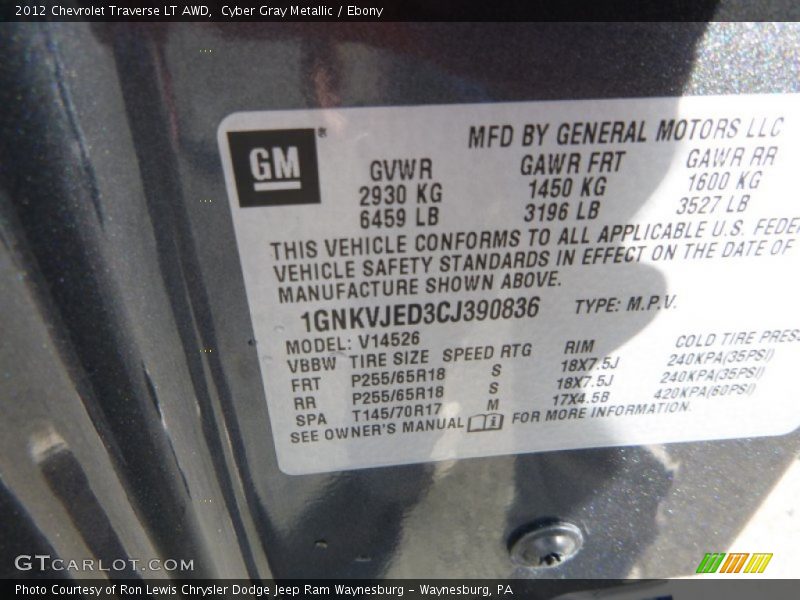 2012 Chevrolet Traverse LT AWD, Cyber Gray Metallic / Ebony
GM®
MFD BY GENERAL MOTORS LLC
GVWR GAWR FRT GAWR RR
2930 KG 1450 KG 1600 KG
6459 LB 3196 LB 3527 LB
THIS VEHICLE CONFORMS TO ALL APPLICABLE U.S. FEDER
VEHICLE SAFETY STANDARDS IN EFFECT ON THE DATE OF
MANUFACTURE SHOWN ABOVE.
1GNKVJED3CJ390836 TYPE: M.P.V.
MODEL: V14526
VBBW TIRE SIZE SPEED RTG RIM COLD TIRE PRESS
FRT P255/65R18 S 18X7.5J 240KPA(35PSI)
RR P255/65R18 S 18X7.5J 240KPA(35PSI)
SPA T145/70R17 M 17X4.5B 420KPA(60PSI)
SEE OWNER'S MANUAL FOR MORE INFORMATION.
GTCARLOT.COM
Photo Courtesy of Ron Lewis Chrysler Dodge Jeep Ram Waynesburg - Waynesburg, PA